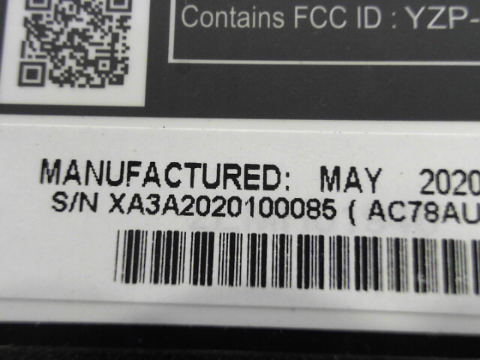 Contains FCC ID : YZP-
MANUFACTURED: MAY 2020
S/N XA3A2020100085 ( AC78AU